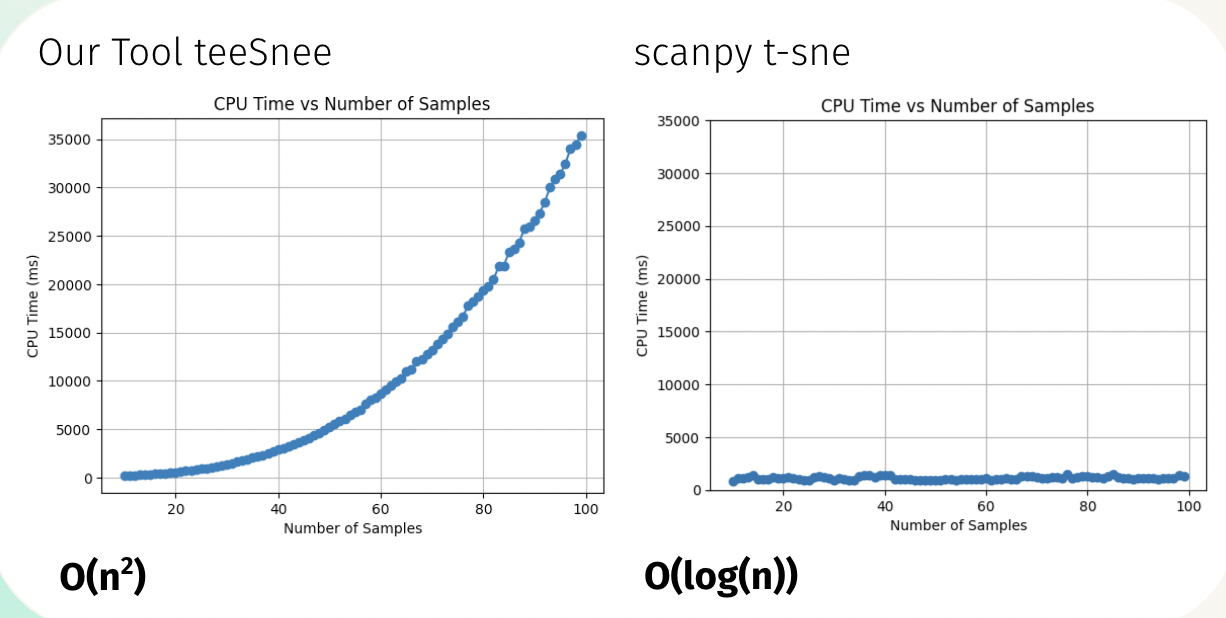 Our Tool teeSnee
CPU Time vs Number of Samples
35000
30000
25000
20000
15000
10000
5000
0
CPU Time (ms)
20 40 60 80 100
Number of Samples
O(n²)
scanpy t-sne
CPU Time vs Number of Samples
35000
30000
25000
20000
15000
10000
5000
0
CPU Time (ms)
20 40 60 80 100
Number of Samples
O(log(n))